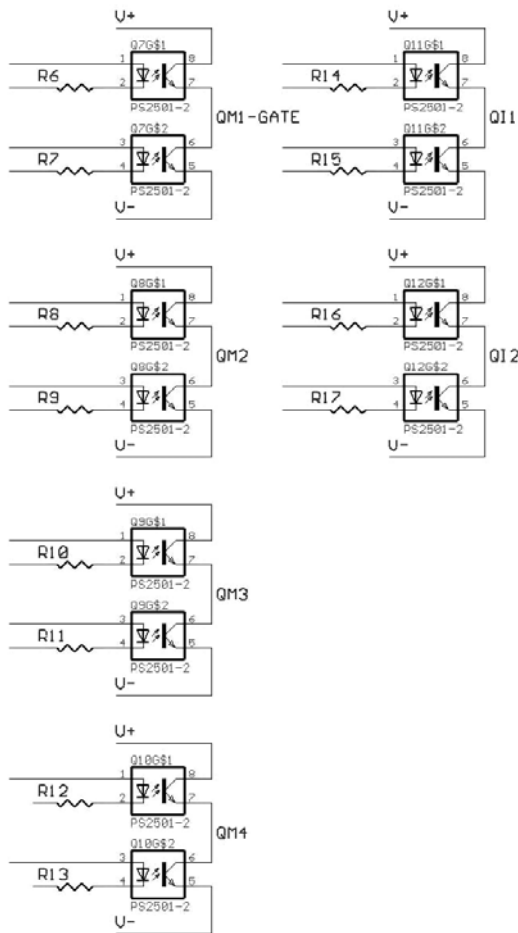 V+
Q7G$1
1 8
R6 2 7
PS2501-2
QM1-GATE
Q7G$2
3 6
R7 4 5
PS2501-2
V-
V+
Q11G$1
1 8
R14 2 7
PS2501-2
QI1
Q11G$2
3 6
R15 4 5
PS2501-2
V-
V+
Q8G$1
1 8
R8 2 7
PS2501-2
QM2
Q8G$2
3 6
R9 4 5
PS2501-2
V-
V+
Q12G$1
1 8
R16 2 7
PS2501-2
QI2
Q12G$2
3 6
R17 4 5
PS2501-2
V-
V+
Q9G$1
1 8
R10 2 7
PS2501-2
QM3
Q9G$2
3 6
R11 4 5
PS2501-2
V-
V+
Q10G$1
1 8
R12 2 7
PS2501-2
QM4
Q10G$2
3 6
R13 4 5
PS2501-2
V-